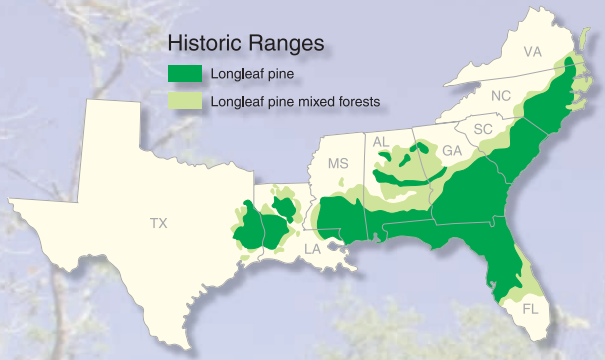 Historic Ranges
Longleaf pine
Longleaf pine mixed forests
VA
NC
SC
AL
GA
MS
TX
LA
FL